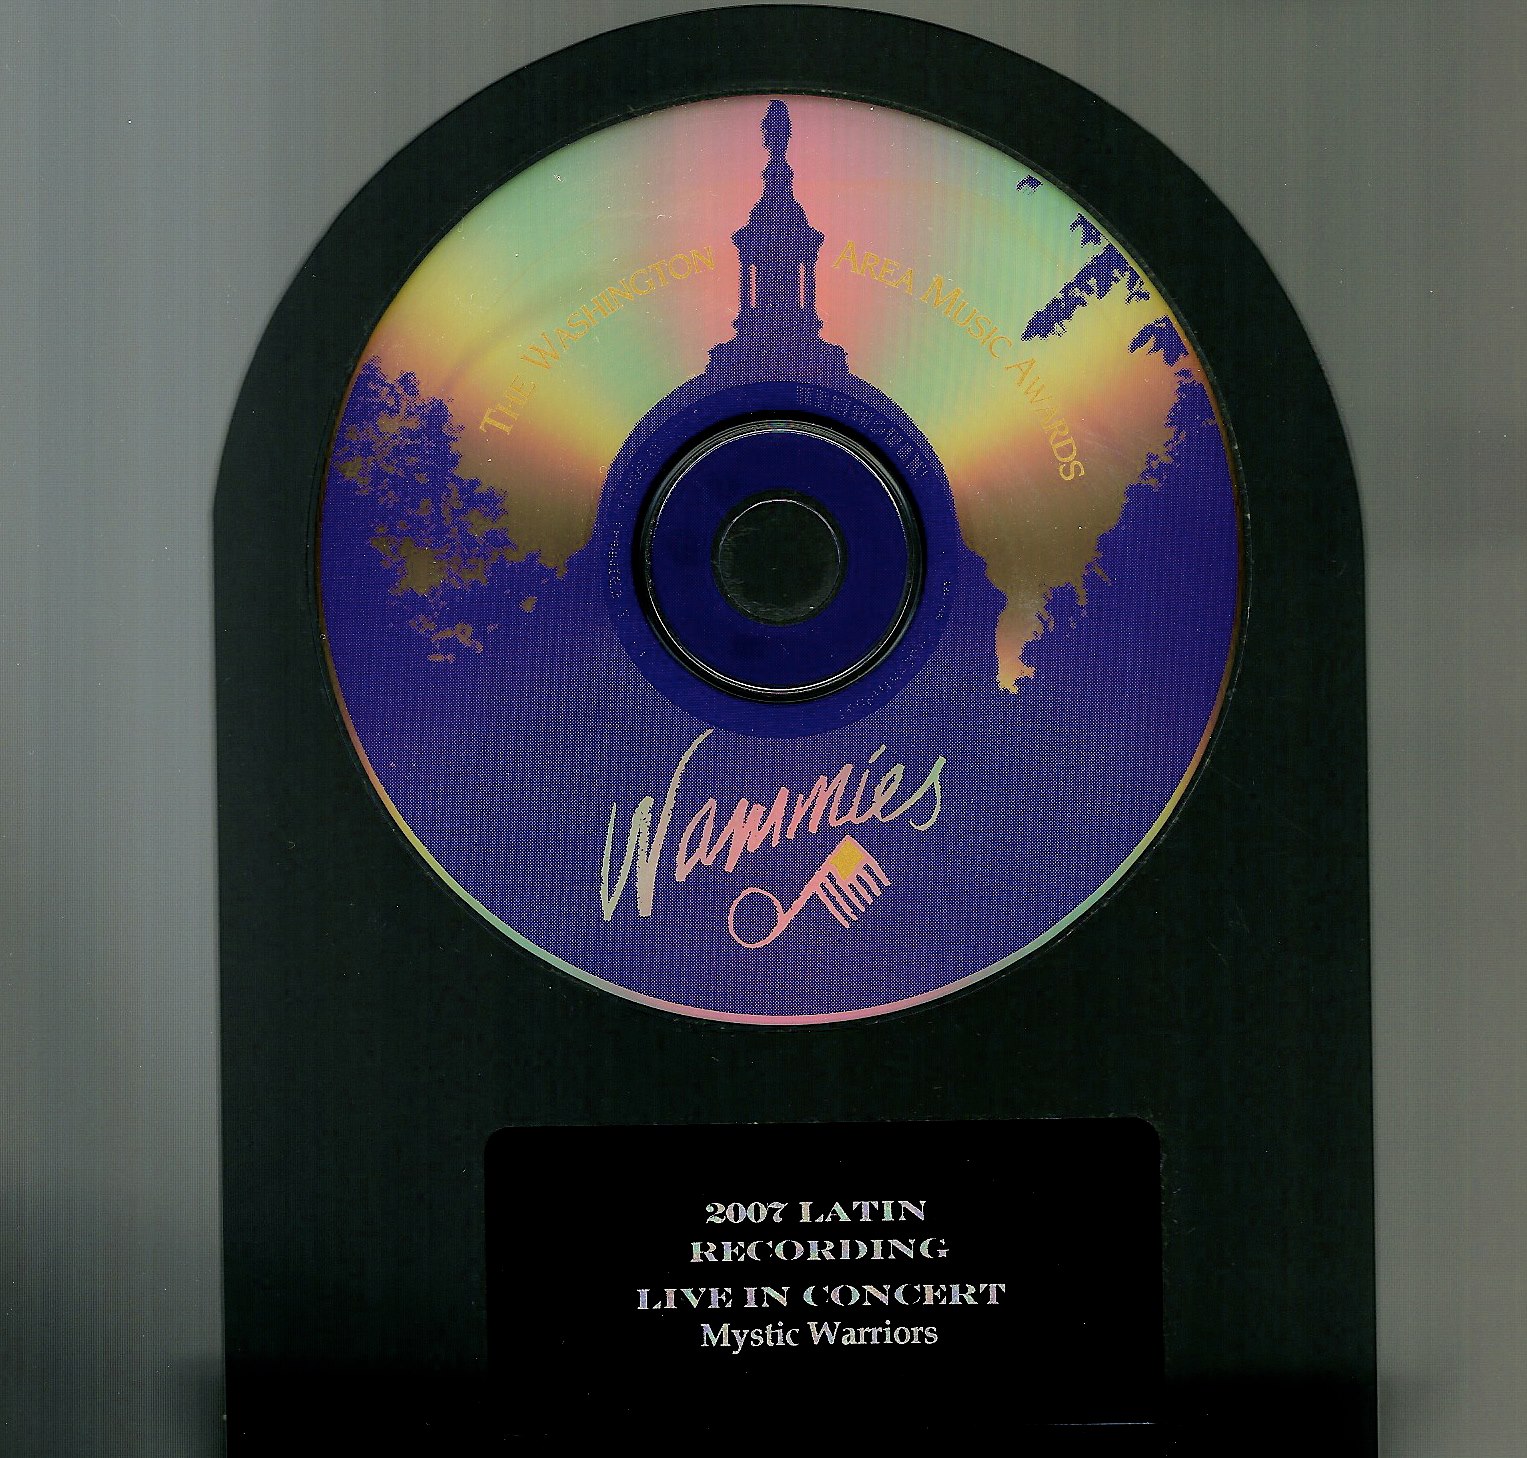 The Washington Area Music Awards
Wammies
2007 LATIN
RECORDING
LIVE IN CONCERT
Mystic Warriors